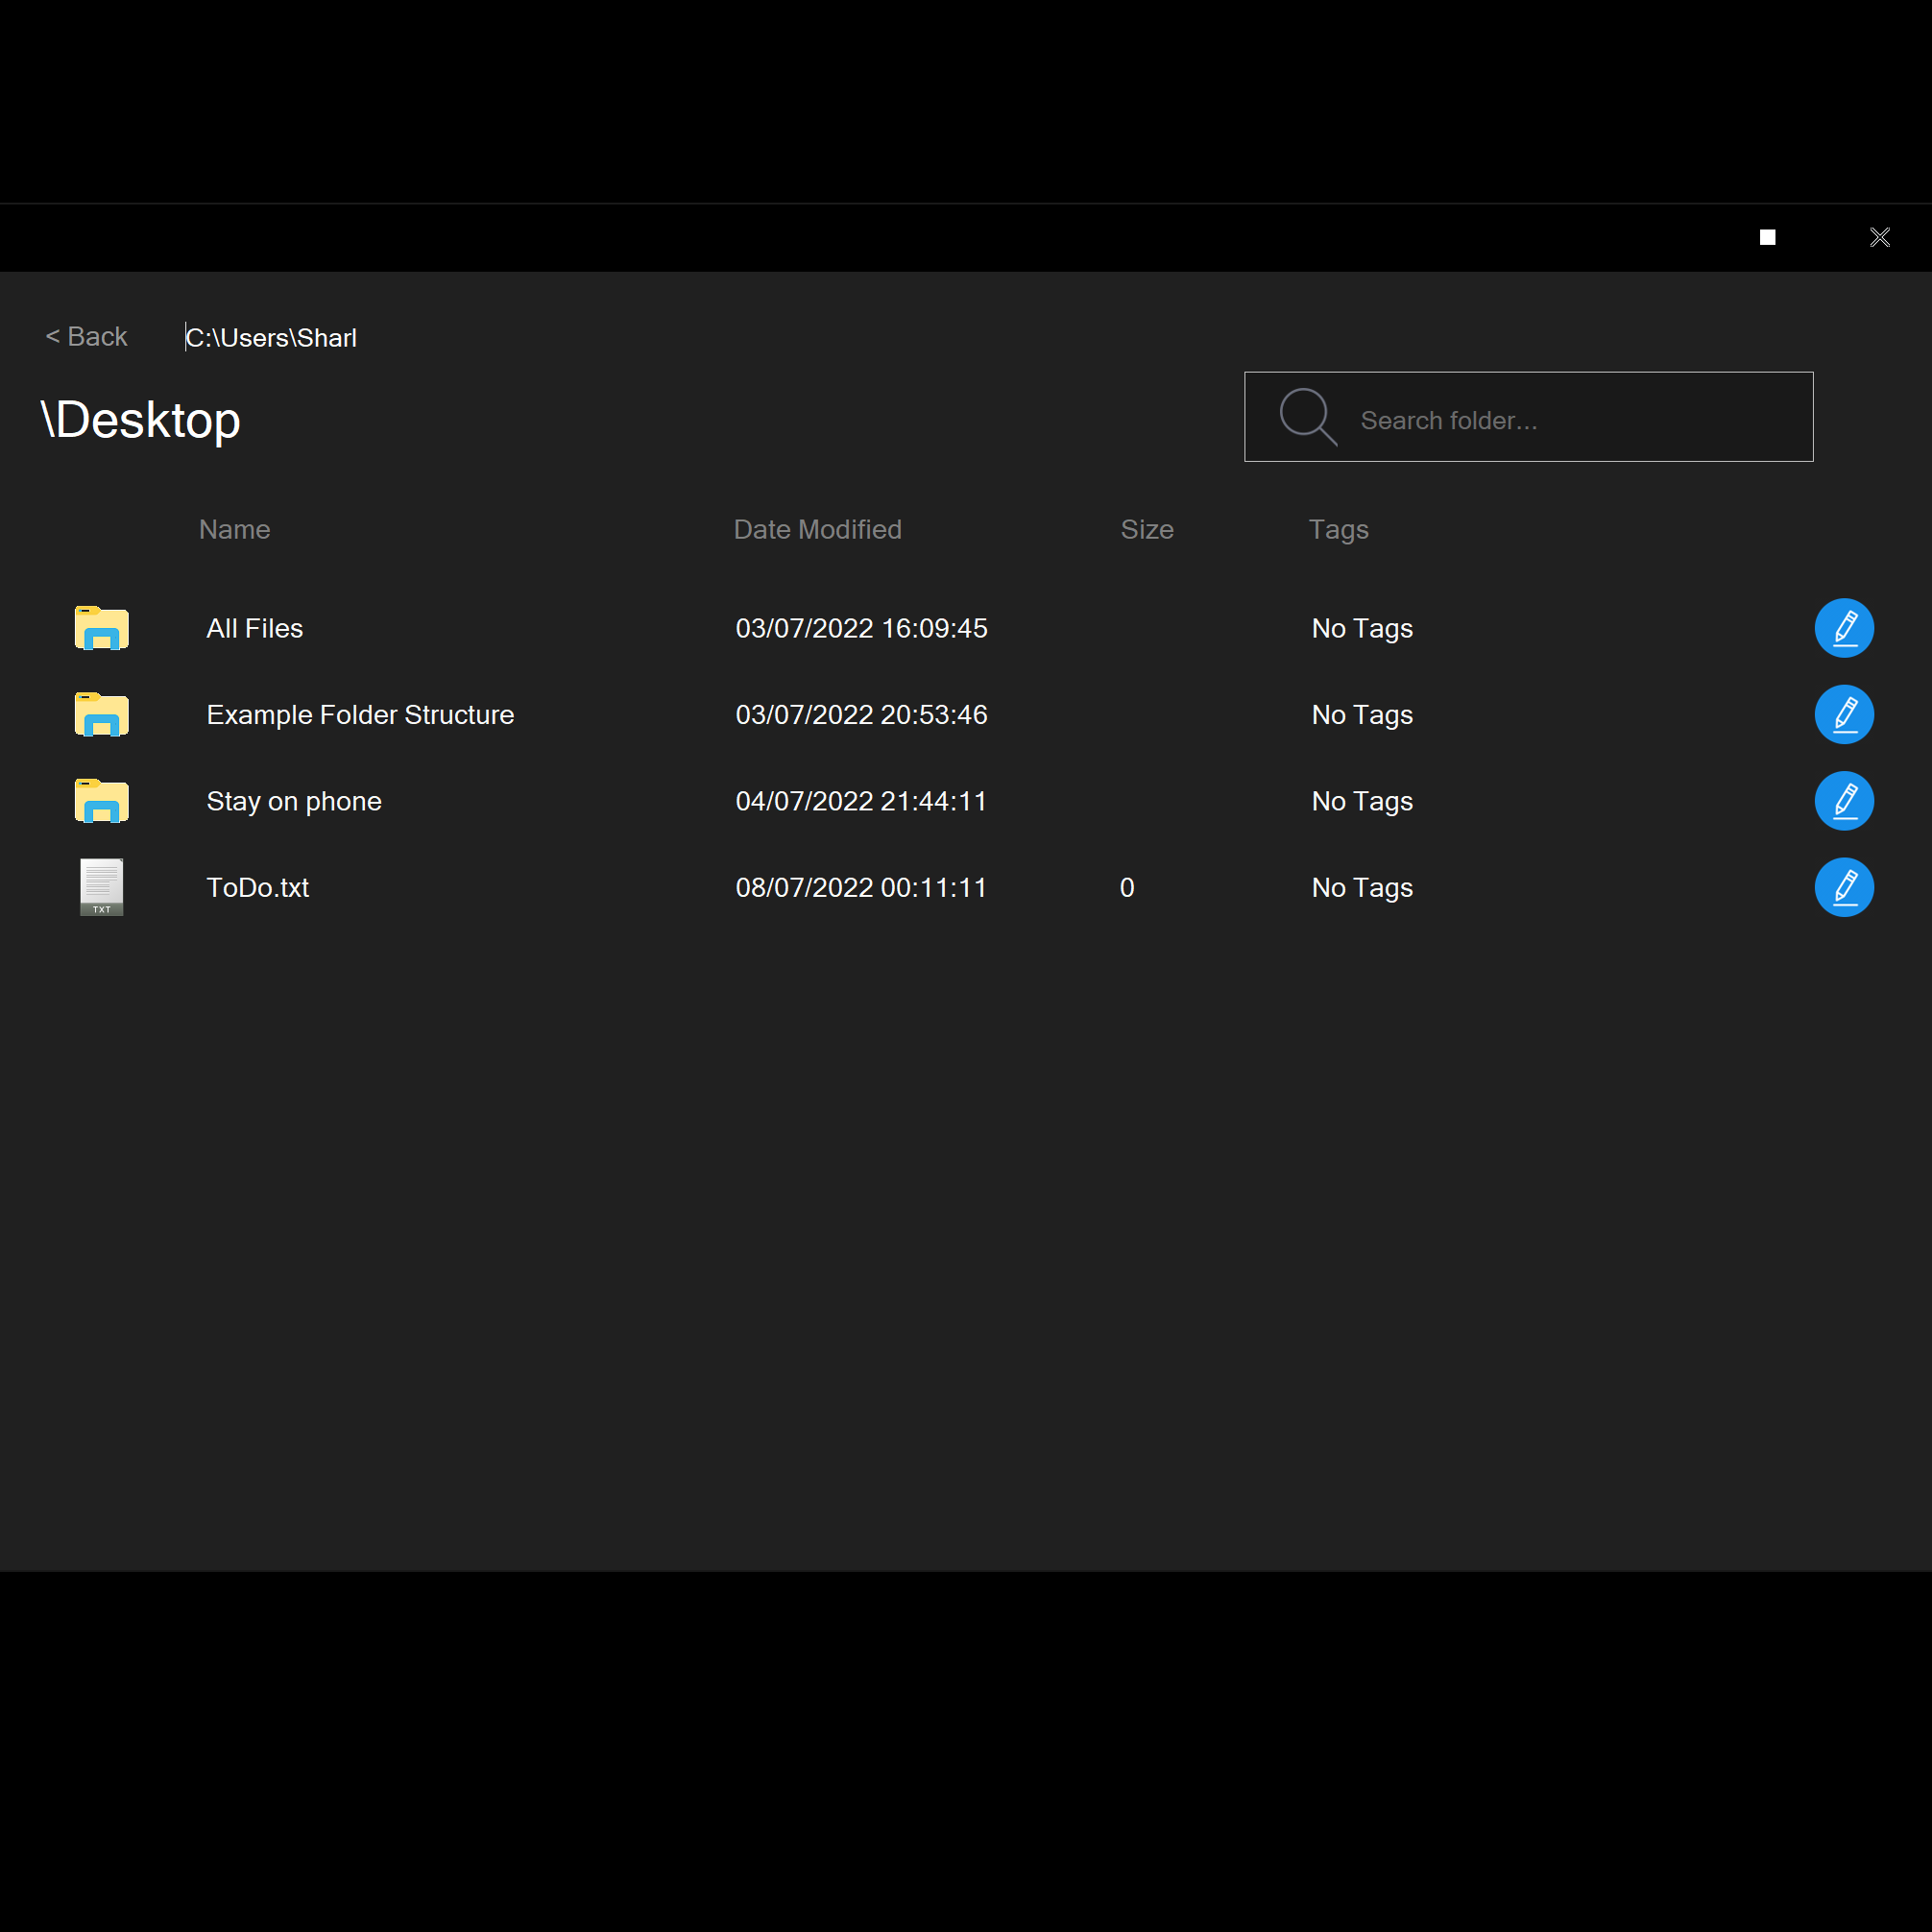 < Back C:\Users\Sharl
\Desktop
Search folder...
Name Date Modified Size Tags
All Files 03/07/2022 16:09:45 No Tags
Example Folder Structure 03/07/2022 20:53:46 No Tags
Stay on phone 04/07/2022 21:44:11 No Tags
TXT ToDo.txt 08/07/2022 00:11:11 0 No Tags